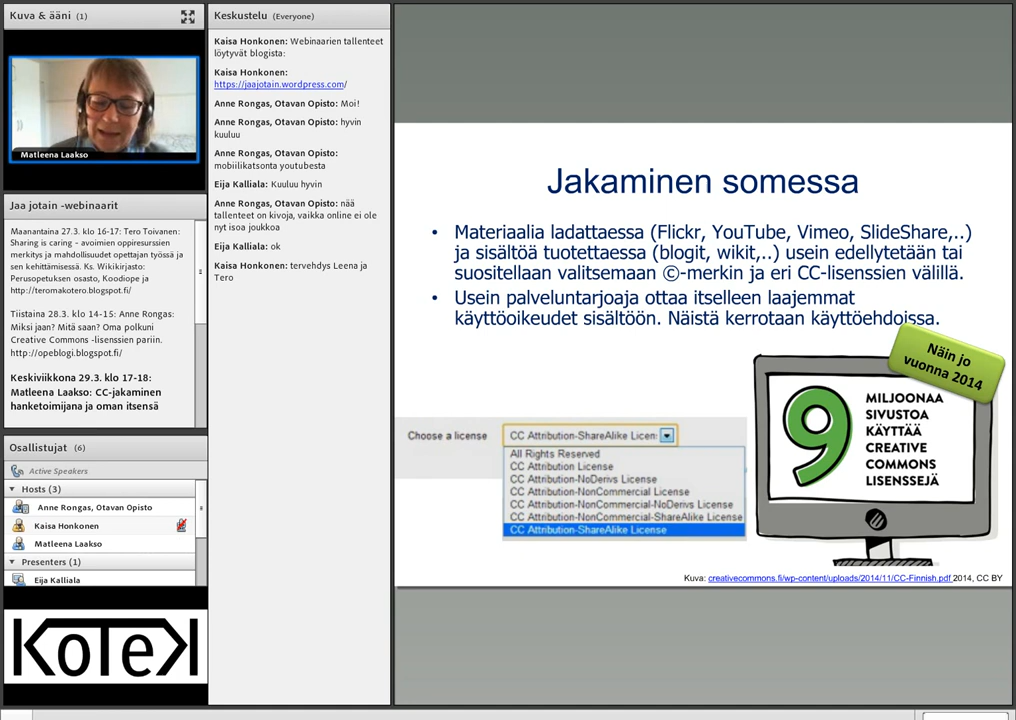 Kuva & ääni (1)
Matleena Laakso
Jaa jotain -webinaarit
Maanantaina 27.3. klo 16-17: Tero Toivanen:
Sharing is caring – avoimien oppiresurssien
merkitys ja mahdollisuudet opettajan työssä ja
sen kehittämisessä. Ks. Wikikirjasto:
Perusopetuksen osasto, Koodiope ja
http://teromakotero.blogspot.fi/
Tiistaina 28.3. klo 14-15: Anne Rongas:
Miksi jaan? Mitä saan? Oma polkuni
Creative Commons -lisenssien pariin.
http://opeblogi.blogspot.fi/
Keskiviikkona 29.3. klo 17-18:
Matleena Laakso: CC-jakaminen
hanketoimijana ja oman itsensä
Osallistujat (6)
Active Speakers
Hosts (3)
Anne Rongas, Otavan Opisto
Kaisa Honkonen
Matleena Laakso
Presenters (1)
Eija Kalliala
KoTeK
Keskustelu (Everyone)
Kaisa Honkonen: Webinaarien tallenteet
löytyvät blogista:
Kaisa Honkonen:
https://jaajotain.wordpress.com/
Anne Rongas, Otavan Opisto: Moi!
Anne Rongas, Otavan Opisto: hyvin
kuuluu
Anne Rongas, Otavan Opisto:
mobiilikatsonta youtubesta
Eija Kalliala: Kuuluu hyvin
Anne Rongas, Otavan Opisto: nää
tallenteet on kivoja, vaikka online ei ole
nyt isoa joukkoa
Eija Kalliala: ok
Kaisa Honkonen: tervehdys Leena ja
Tero
Jakaminen somessa
• Materiaalia ladattaessa (Flickr, YouTube, Vimeo, SlideShare,..)
ja sisältöä tuotettaessa (blogit, wikit,..) usein edellytetään tai
suositellaan valitsemaan ©-merkin ja eri CC-lisenssien välillä.
• Usein palveluntarjoaja ottaa itselleen laajemmat
käyttöoikeudet sisältöön. Näistä kerrotaan käyttöehdoissa.
Näin jo
vuonna 2014
Choose a license
CC Attribution-ShareAlike Licen
All Rights Reserved
CC Attribution License
CC Attribution-NoDerivs License
CC Attribution-NonCommercial License
CC Attribution-NonCommercial-NoDerivs License
CC Attribution-NonCommercial-ShareAlike License
CC Attribution-ShareAlike License
9
MILJOONAA
SIVUSTOA
KÄYTTÄÄ
CREATIVE
COMMONS
LISENSSEJÄ
Kuva: creativecommons.fi/wp-content/uploads/2014/11/CC-Finnish.pdf 2014, CC BY